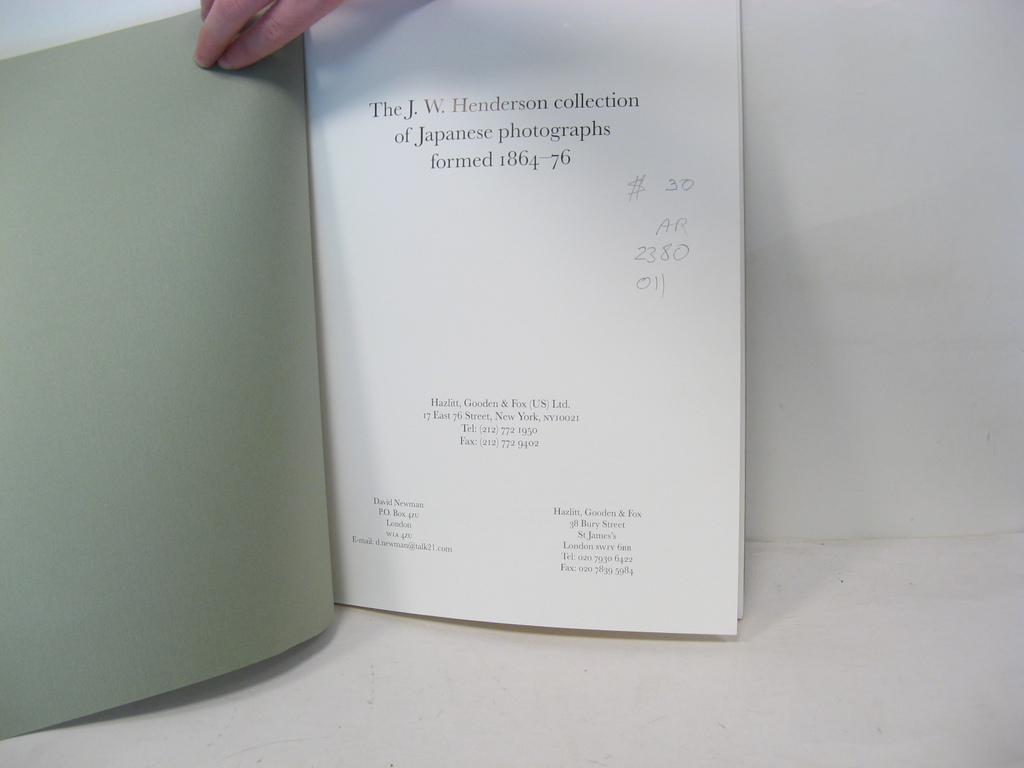 The J. W. Henderson collection
of Japanese photographs
formed 1864–76
# 30
AR
2380
011
Hazlitt, Gooden & Fox (US) Ltd.
17 East 76 Street, New York, NY10021
Tel: (212) 772 1950
Fax: (212) 772 9402
David Newman
P.O. Box 4ZU
London
W1A 4ZU
E-mail: d.newman@talk21.com
Hazlitt, Gooden & Fox
38 Bury Street
St James's
London SW1Y 6BB
Tel: 020 7930 6422
Fax: 020 7839 5984